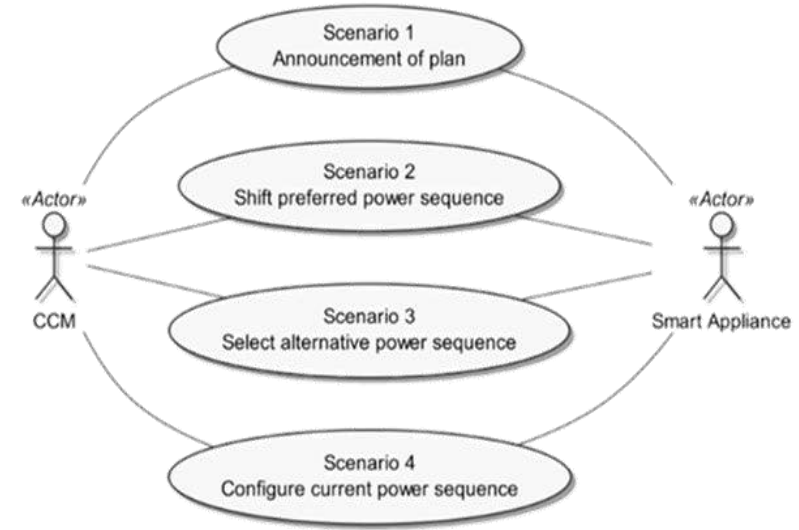 Scenario 1
Announcement of plan
Scenario 2
Shift preferred power sequence
«Actor»
«Actor»
CCM
Smart Appliance
Scenario 3
Select alternative power sequence
Scenario 4
Configure current power sequence